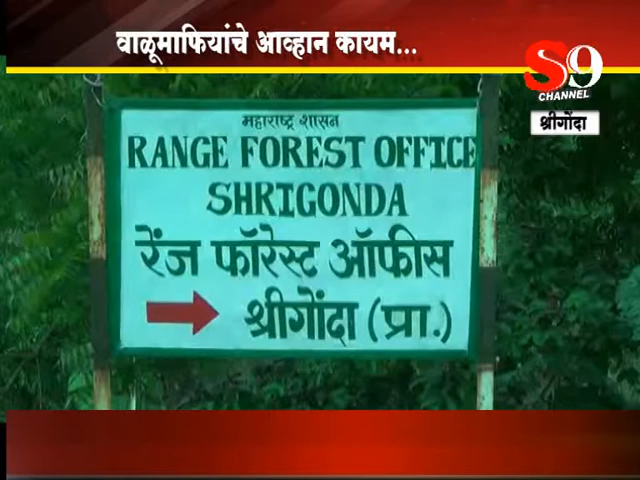 वाळूमाफियांचे आव्हान कायम...
S9
CHANNEL
श्रीगोंदा
महाराष्ट्र शासन
RANGE FOREST OFFICE
SHRIGONDA
रेंज फॉरेस्ट ऑफीस
श्रीगोंदा (प्रा.)